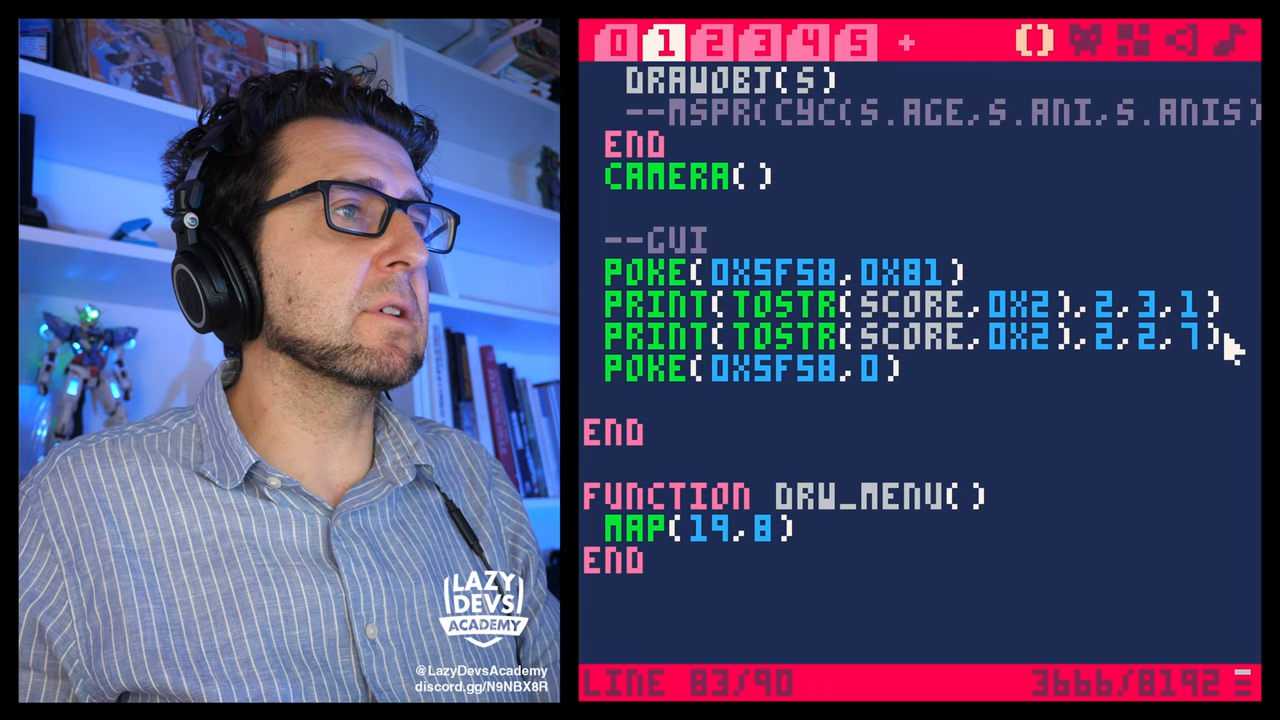 0 1 2 3 4 5 +
DRAWOBJ(S)
--MSPR(CYC(S.AGE,S.ANI,S.ANIS)
END
CAMERA()
--GUI
POKE(0X5F58,0X81)
PRINT(TOSTR(SCORE,0X2),2,3,1)
PRINT(TOSTR(SCORE,0X2),2,2,7)
POKE(0X5F58,0)
END
FUNCTION DRW_MENU()
MAP(19,8)
END
LINE 83/90
3666/8192
LAZY
DEVS
ACADEMY
@LazyDevsAcademy
discord.gg/N9NBX8R